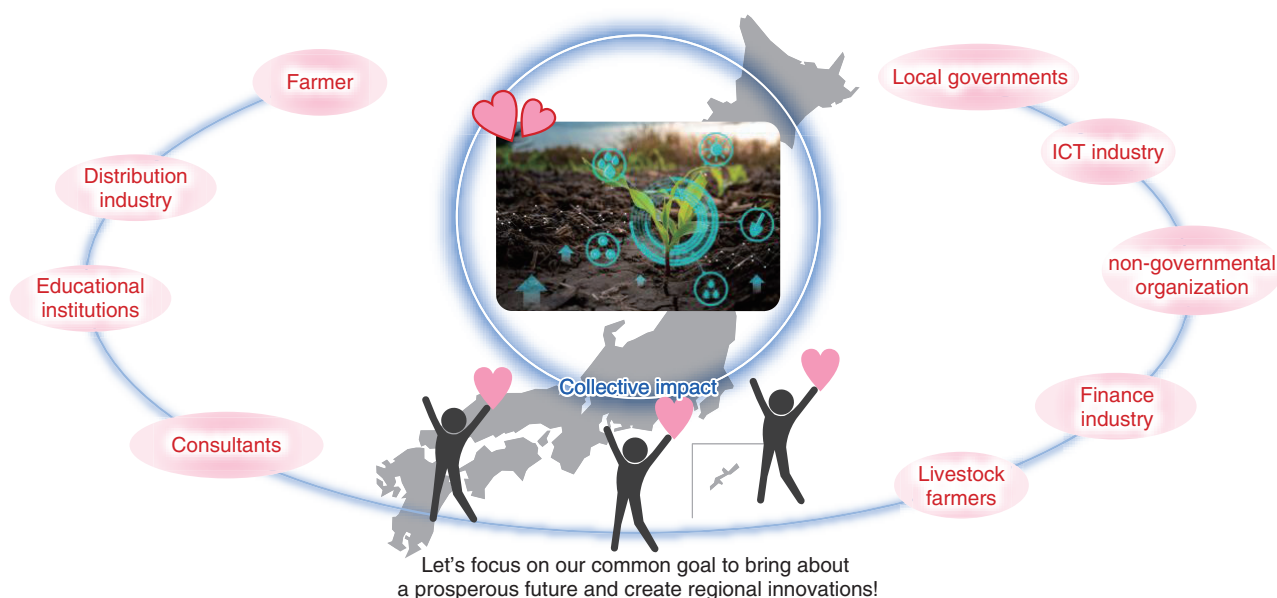 Farmer
Local governments
ICT industry
Distribution
industry
non-governmental
organization
Educational
institutions
Collective impact
Finance
industry
Consultants
Livestock
farmers
Let’s focus on our common goal to bring about
a prosperous future and create regional innovations!